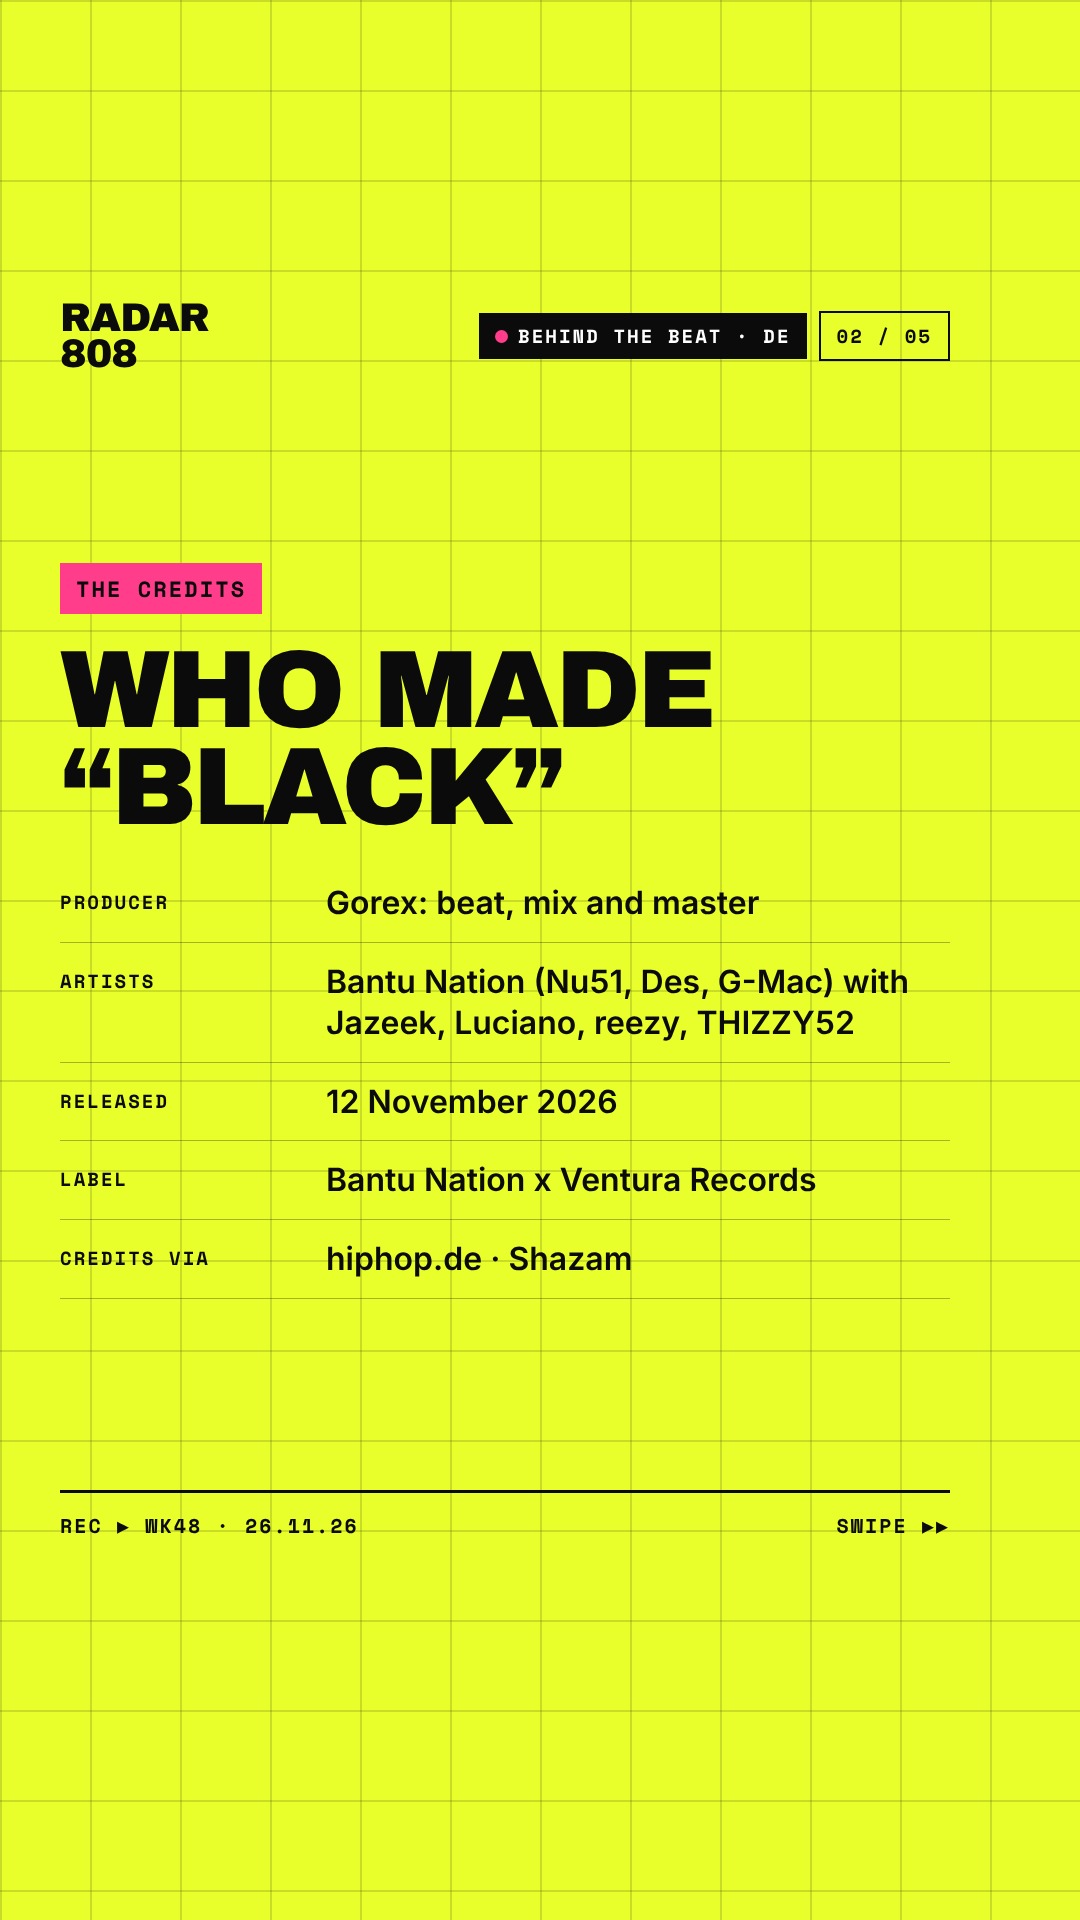 RADAR
808
BEHIND THE BEAT · DE
02 / 05
THE CREDITS
WHO MADE
“BLACK”
PRODUCER
Gorex: beat, mix and master
ARTISTS
Bantu Nation (Nu51, Des, G-Mac) with
Jazeek, Luciano, reezy, THIZZY52
RELEASED
12 November 2026
LABEL
Bantu Nation x Ventura Records
CREDITS VIA
hiphop.de · Shazam
REC ▶ WK48 · 26.11.26
SWIPE ▶▶